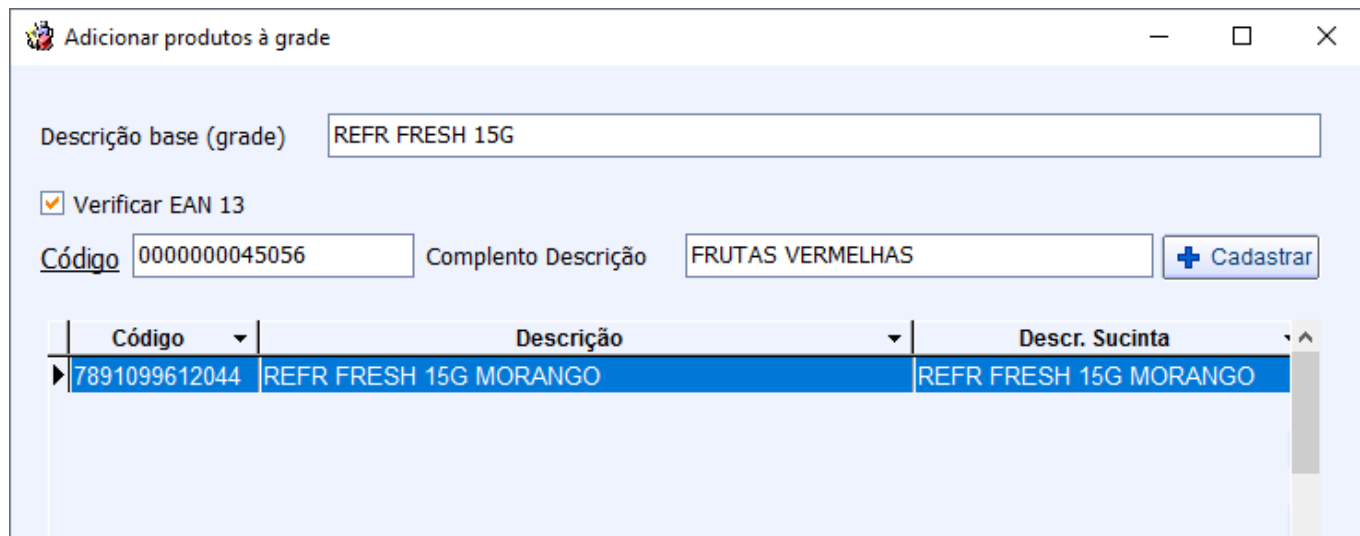 Adicionar produtos à grade
Descrição base (grade) REFR FRESH 15G
Verificar EAN 13
Código 0000000045056 Complento Descrição FRUTAS VERMELHAS Cadastrar
Código Descrição Descr. Sucinta
7891099612044 REFR FRESH 15G MORANGO REFR FRESH 15G MORANGO